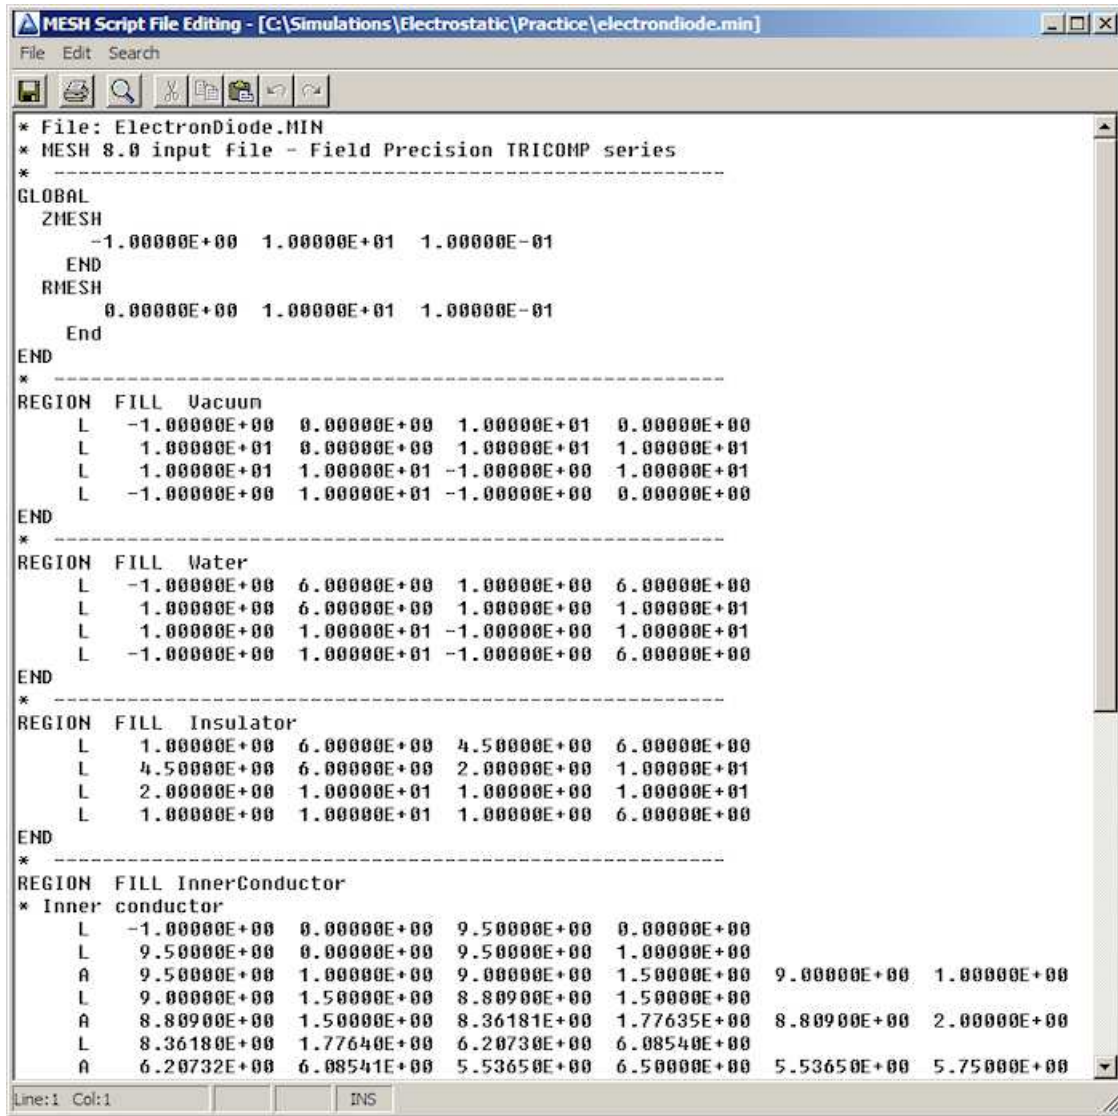 MESH Script File Editing - [C:\Simulations\Electrostatic\Practice\electrondiode.min]
File Edit Search
* File: ElectronDiode.MIN
* MESH 8.0 input file - Field Precision TRICOMP series
* -------------------------------------------------------
GLOBAL
ZMESH
-1.00000E+00 1.00000E+01 1.00000E-01
END
RMESH
0.00000E+00 1.00000E+01 1.00000E-01
End
END
* -------------------------------------------------------
REGION FILL Vacuum
L -1.00000E+00 0.00000E+00 1.00000E+01 0.00000E+00
L 1.00000E+01 0.00000E+00 1.00000E+01 1.00000E+01
L 1.00000E+01 1.00000E+01 -1.00000E+00 1.00000E+01
L -1.00000E+00 1.00000E+01 -1.00000E+00 0.00000E+00
END
* -------------------------------------------------------
REGION FILL Water
L -1.00000E+00 6.00000E+00 1.00000E+00 6.00000E+00
L 1.00000E+00 6.00000E+00 1.00000E+00 1.00000E+01
L 1.00000E+00 1.00000E+01 -1.00000E+00 1.00000E+01
L -1.00000E+00 1.00000E+01 -1.00000E+00 6.00000E+00
END
* -------------------------------------------------------
REGION FILL Insulator
L 1.00000E+00 6.00000E+00 4.50000E+00 6.00000E+00
L 4.50000E+00 6.00000E+00 2.00000E+00 1.00000E+01
L 2.00000E+00 1.00000E+01 1.00000E+00 1.00000E+01
L 1.00000E+00 1.00000E+01 1.00000E+00 6.00000E+00
END
* -------------------------------------------------------
REGION FILL InnerConductor
* Inner conductor
L -1.00000E+00 0.00000E+00 9.50000E+00 0.00000E+00
L 9.50000E+00 0.00000E+00 9.50000E+00 1.00000E+00
A 9.50000E+00 1.00000E+00 9.00000E+00 1.50000E+00 9.00000E+00 1.00000E+00
L 9.00000E+00 1.50000E+00 8.80900E+00 1.50000E+00
A 8.80900E+00 1.50000E+00 8.36181E+00 1.77635E+00 8.80900E+00 2.00000E+00
L 8.36180E+00 1.77640E+00 6.20730E+00 6.08540E+00
A 6.20732E+00 6.08541E+00 5.53650E+00 6.50000E+00 5.53650E+00 5.75000E+00
Line:1 Col:1 INS